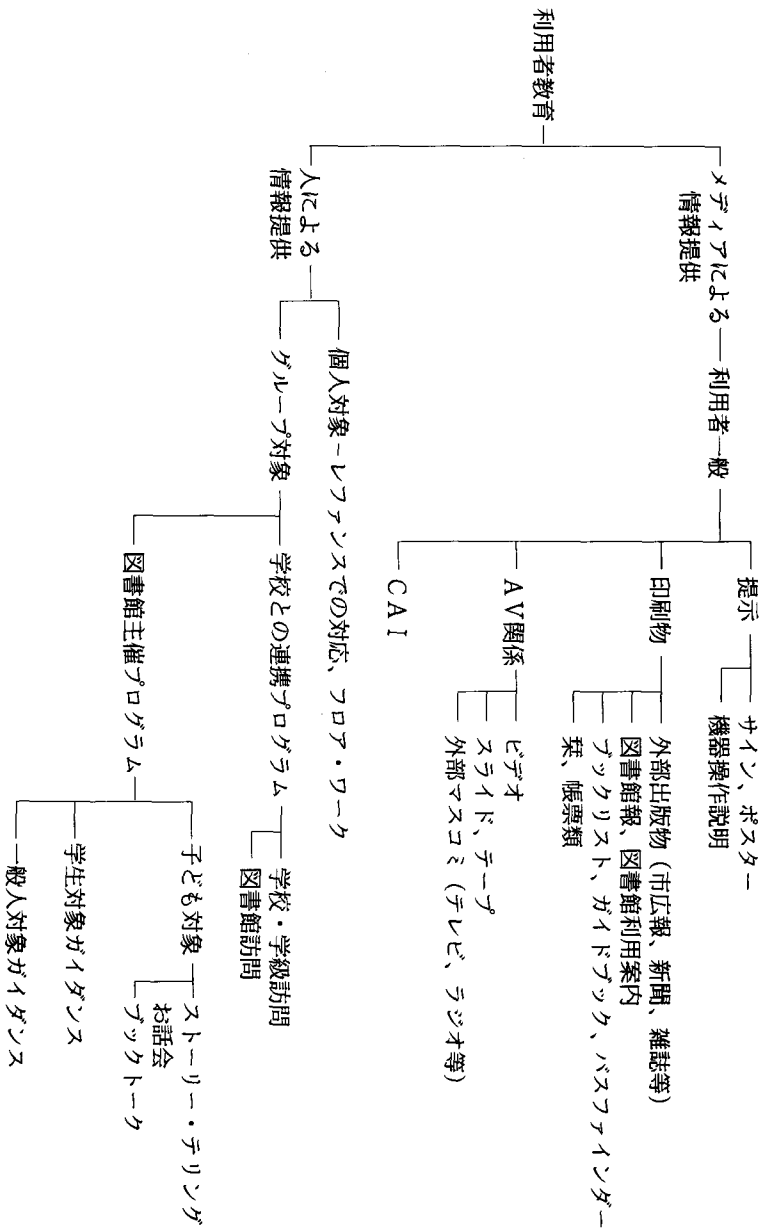 利用者教育
メディアによる
情報提供
利用者一般
提示
サイン、ポスター
機器操作説明
印刷物
外部出版物（市広報、新聞、雑誌等）
図書館報、図書館利用案内
ブックリスト、ガイドブック、パスファインダー
栞、帳票類
AV関係
ビデオ
スライド、テープ
外部マスコミ（テレビ、ラジオ等）
CAI
人による
情報提供
個人対象－レファンスでの対応、フロア・ワーク
グループ対象
学校との連携プログラム
学校・学級訪問
図書館訪問
図書館主催プログラム
子ども対象
ストーリー・テリング
お話会
ブックトーク
学生対象ガイダンス
一般人対象ガイダンス